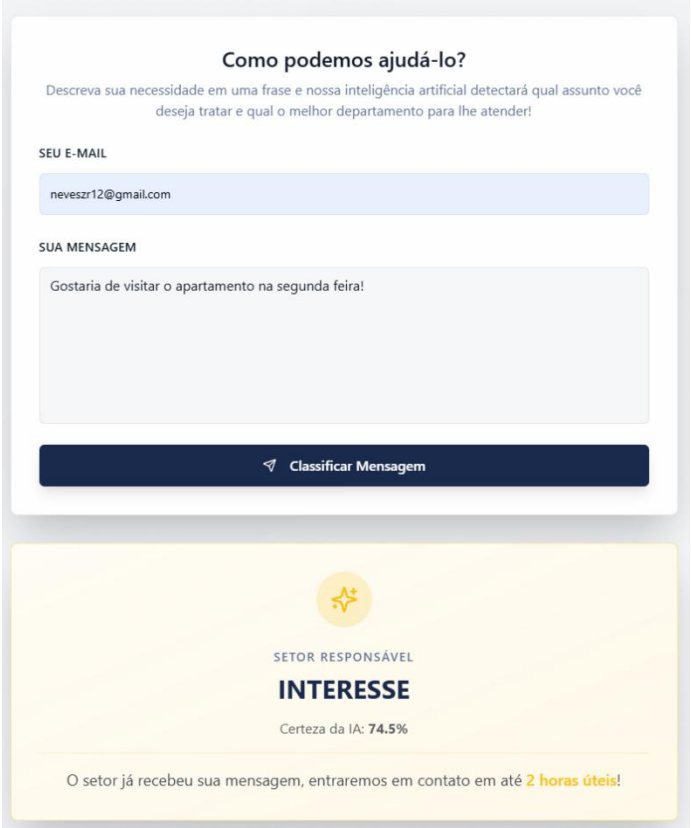 Como podemos ajudá-lo?
Descreva sua necessidade em uma frase e nossa inteligência artificial detectará qual assunto você
deseja tratar e qual o melhor departamento para lhe atender!
SEU E-MAIL
neveszr12@gmail.com
SUA MENSAGEM
Gostaria de visitar o apartamento na segunda feira!
Classificar Mensagem
SETOR RESPONSÁVEL
INTERESSE
Certeza da IA: 74.5%
O setor já recebeu sua mensagem, entraremos em contato em até 2 horas úteis!